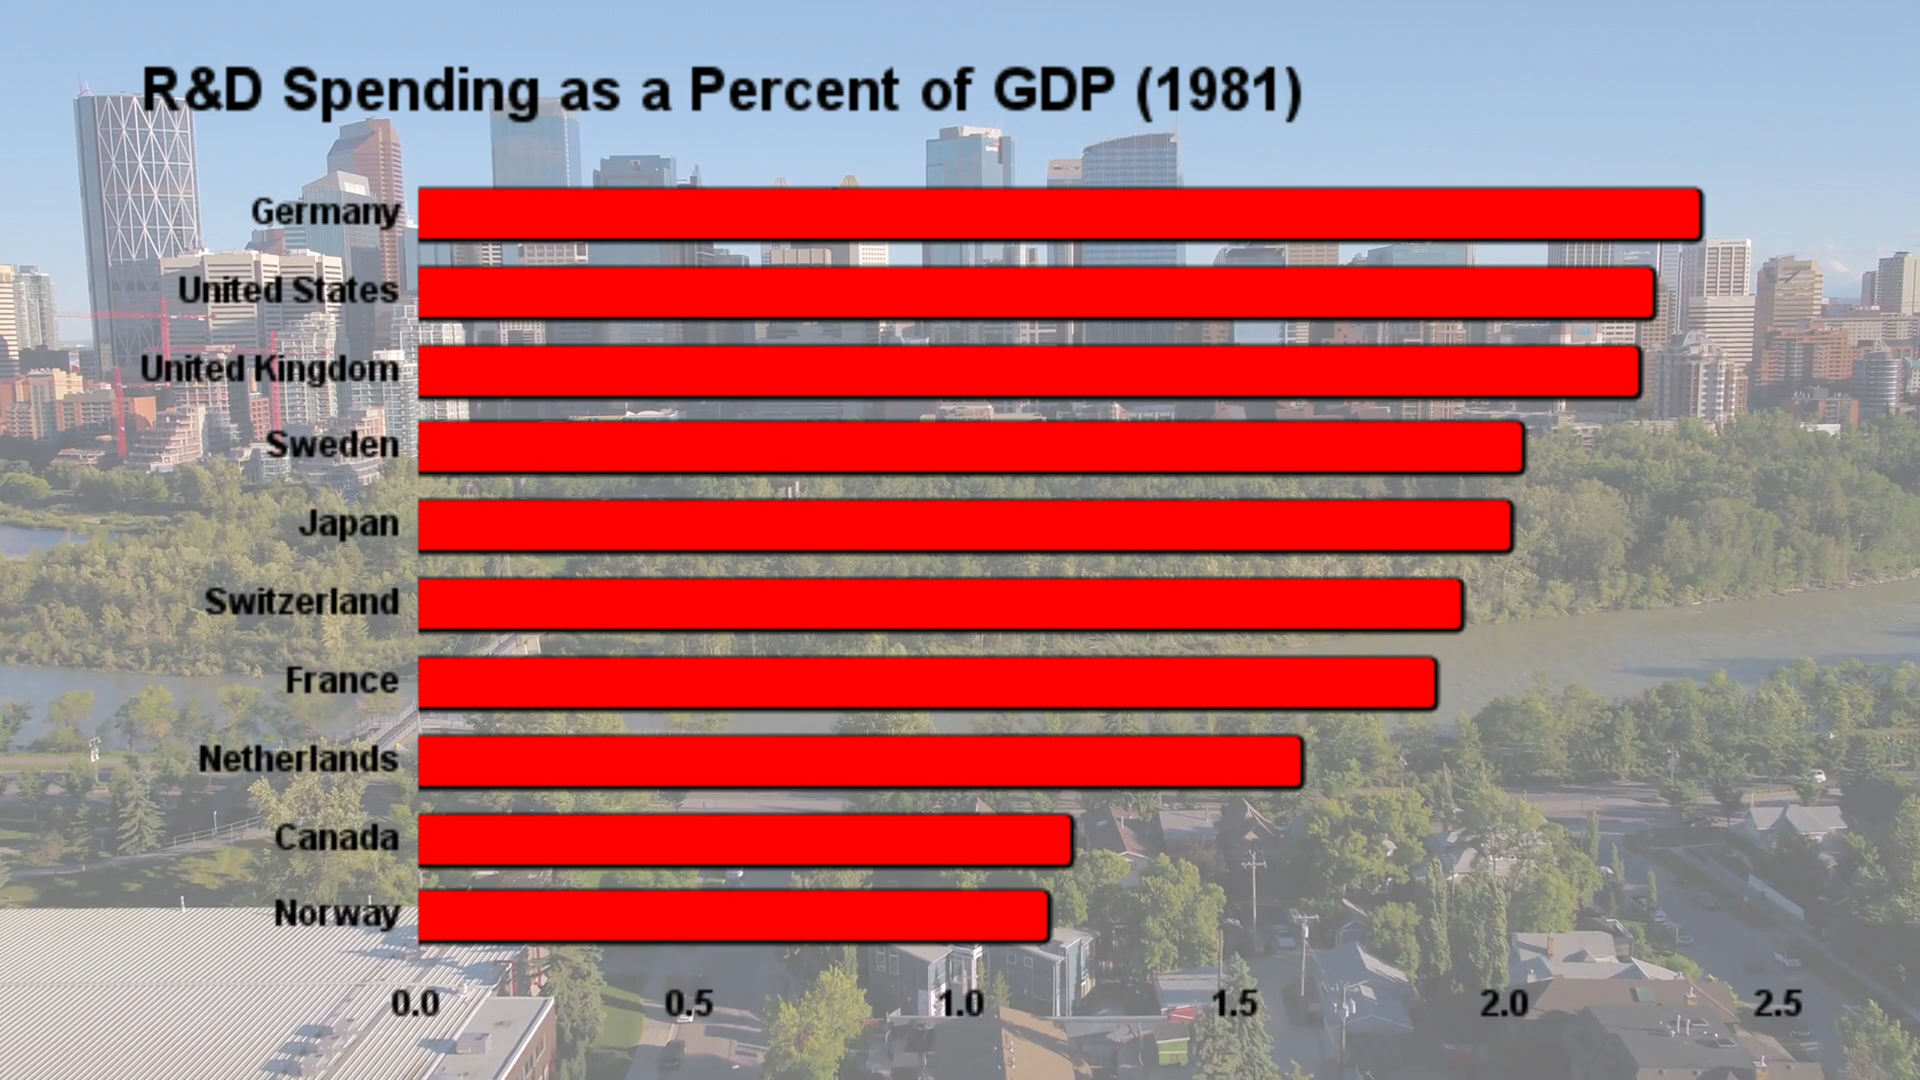 R&D Spending as a Percent of GDP (1981)
Germany
United States
United Kingdom
Sweden
Japan
Switzerland
France
Netherlands
Canada
Norway
0.0 0.5 1.0 1.5 2.0 2.5